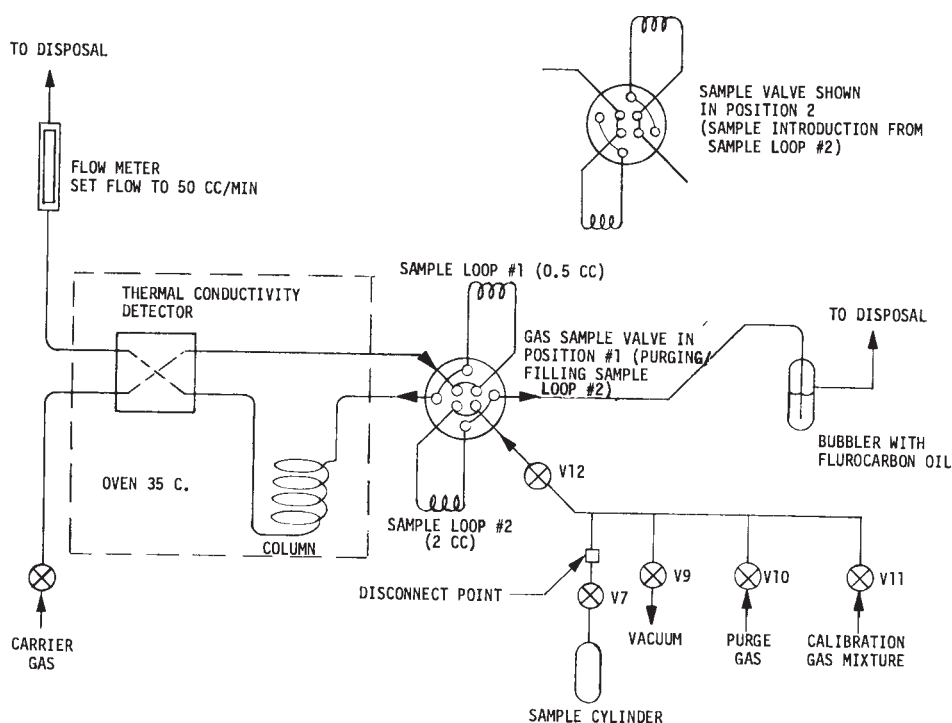 TO DISPOSAL
SAMPLE VALVE SHOWN
IN POSITION 2
(SAMPLE INTRODUCTION FROM
SAMPLE LOOP #2)
FLOW METER
SET FLOW TO 50 CC/MIN
SAMPLE LOOP #1 (0.5 CC)
THERMAL CONDUCTIVITY
DETECTOR
GAS SAMPLE VALVE IN
POSITION #1 (PURGING/
FILLING SAMPLE
LOOP #2)
TO DISPOSAL
BUBBLER WITH
FLUROCARBON OIL
OVEN 35 C.
V12
SAMPLE LOOP #2
(2 CC)
COLUMN
DISCONNECT POINT
V7
V9
V10
V11
CARRIER
GAS
VACUUM
PURGE
GAS
CALIBRATION
GAS MIXTURE
SAMPLE CYLINDER